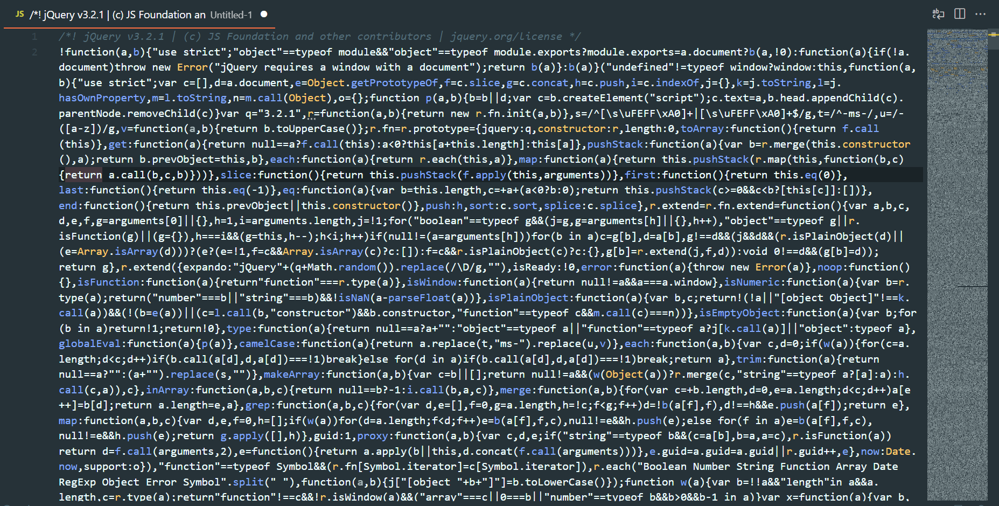 JS /*! jQuery v3.2.1 | (c) JS Foundation an Untitled-1
1 /*! jQuery v3.2.1 | (c) JS Foundation and other contributors | jquery.org/license */
2 !function(a,b){"use strict";"object"==typeof module&&"object"==typeof module.exports?module.exports=a.document?b(a,!0):function(a){if(!a.
document)throw new Error("jQuery requires a window with a document");return b(a)}:b(a)}("undefined"!=typeof window?window:this,function(a,
b){"use strict";var c=[],d=a.document,e=Object.getPrototypeOf,f=c.slice,g=c.concat,h=c.push,i=c.indexOf,j={},k=j.toString,l=j.
hasOwnProperty,m=l.toString,n=m.call(Object),o={};function p(a,b){b=b||d;var c=b.createElement("script");c.text=a,b.head.appendChild(c).
parentNode.removeChild(c)}var q="3.2.1",r=function(a,b){return new r.fn.init(a,b)},s=/^[\s\uFEFF\xA0]+|[\s\uFEFF\xA0]+$/g,t=/^-ms-/,u=/-
([a-z])/g,v=function(a,b){return b.toUpperCase()};r.fn=r.prototype={jquery:q,constructor:r,length:0,toArray:function(){return f.call
(this)},get:function(a){return null==a?f.call(this):a<0?this[a+this.length]:this[a]},pushStack:function(a){var b=r.merge(this.constructor
(),a);return b.prevObject=this,b},each:function(a){return r.each(this,a)},map:function(a){return this.pushStack(r.map(this,function(b,c)
{return a.call(b,c,b)}))},slice:function(){return this.pushStack(f.apply(this,arguments))},first:function(){return this.eq(0)},
last:function(){return this.eq(-1)},eq:function(a){var b=this.length,c=+a+(a<0?b:0);return this.pushStack(c>=0&&c<b?[this[c]]:[])},
end:function(){return this.prevObject||this.constructor()},push:h,sort:c.sort,splice:c.splice},r.extend=r.fn.extend=function(){var a,b,c,
d,e,f,g=arguments[0]||{},h=1,i=arguments.length,j=!1;for("boolean"==typeof g&&(j=g,g=arguments[h]||{},h++),"object"==typeof g||r.
isFunction(g)||(g={}),h===i&&(g=this,h--);h<i;h++)if(null!=(a=arguments[h]))for(b in a)c=g[b],d=a[b],g!==d&&(j&&d&&(r.isPlainObject(d)||
(e=Array.isArray(d)))?(e?(e=!1,f=c&&Array.isArray(c)?c:[]):f=c&&r.isPlainObject(c)?c:{},g[b]=r.extend(j,f,d)):void 0!==d&&(g[b]=d));
return g},r.extend({expando:"jQuery"+(q+Math.random()).replace(/\D/g,""),isReady:!0,error:function(a){throw new Error(a)},noop:function()
{},isFunction:function(a){return"function"===r.type(a)},isWindow:function(a){return null!=a&&a===a.window},isNumeric:function(a){var b=r.
type(a);return("number"===b||"string"===b)&&!isNaN(a-parseFloat(a))},isPlainObject:function(a){var b,c;return!(!a||"[object Object]"!==k.
call(a))&&(!(b=e(a))||(c=l.call(b,"constructor")&&b.constructor,"function"==typeof c&&m.call(c)===n))},isEmptyObject:function(a){var b;for
(b in a)return!1;return!0},type:function(a){return null==a?a+"":"object"==typeof a||"function"==typeof a?j[k.call(a)]||"object":typeof a},
globalEval:function(a){p(a)},camelCase:function(a){return a.replace(t,"ms-").replace(u,v)},each:function(a,b){var c,d=0;if(w(a)){for(c=a.
length;d<c;d++)if(b.call(a[d],d,a[d])===!1)break}else for(d in a)if(b.call(a[d],d,a[d])===!1)break;return a},trim:function(a){return
null==a?"":(a+"").replace(s,"")},makeArray:function(a,b){var c=b||[];return null!=a&&(w(Object(a))?r.merge(c,"string"==typeof a?[a]:a):h.
call(c,a)),c},inArray:function(a,b,c){return null==b?-1:i.call(b,a,c)},merge:function(a,b){for(var c=+b.length,d=0,e=a.length;d<c;d++)a[e
++]=b[d];return a.length=e,a},grep:function(a,b,c){for(var d,e=[],f=0,g=a.length,h=!c;f<g;f++)d=!b(a[f],f),d!==h&&e.push(a[f]);return e},
map:function(a,b,c){var d,e,f=0,h=[];if(w(a))for(d=a.length;f<d;f++)e=b(a[f],f,c),null!=e&&h.push(e);else for(f in a)e=b(a[f],f,c),
null!=e&&h.push(e);return g.apply([],h)},guid:1,proxy:function(a,b){var c,d,e;if("string"==typeof b&&(c=a[b],b=a,a=c),r.isFunction(a))
return d=f.call(arguments,2),e=function(){return a.apply(b||this,d.concat(f.call(arguments)))},e.guid=a.guid=a.guid||r.guid++,e},now:Date.
now,support:o}),"function"==typeof Symbol&&(r.fn[Symbol.iterator]=c[Symbol.iterator]),r.each("Boolean Number String Function Array Date
RegExp Object Error Symbol".split(" "),function(a,b){j["[object "+b+"]"]=b.toLowerCase()});function w(a){var b=!!a&&"length"in a&&a.
length,c=r.type(a);return"function"!==c&&!r.isWindow(a)&&("array"===c||0===b||"number"==typeof b&&b>0&&b-1 in a)}var x=function(a){var b,